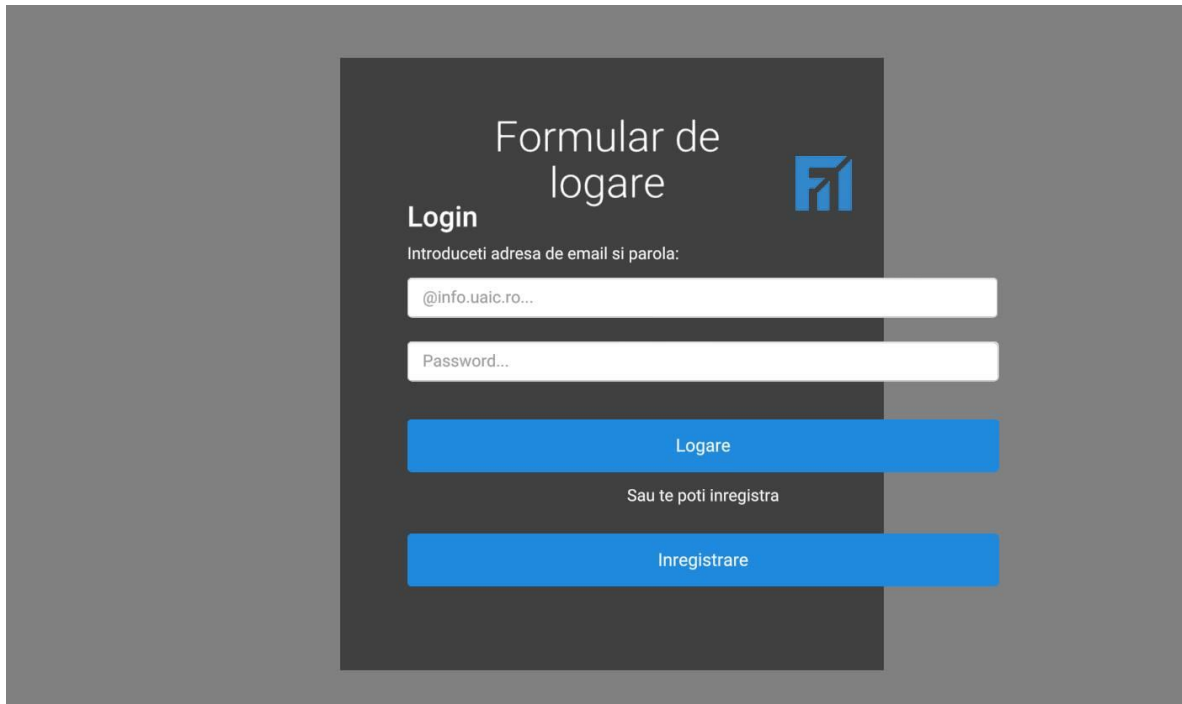 Formular de
logare
Login
Introduceti adresa de email si parola:
@info.uaic.ro...
Password...
Logare
Sau te poti inregistra
Inregistrare